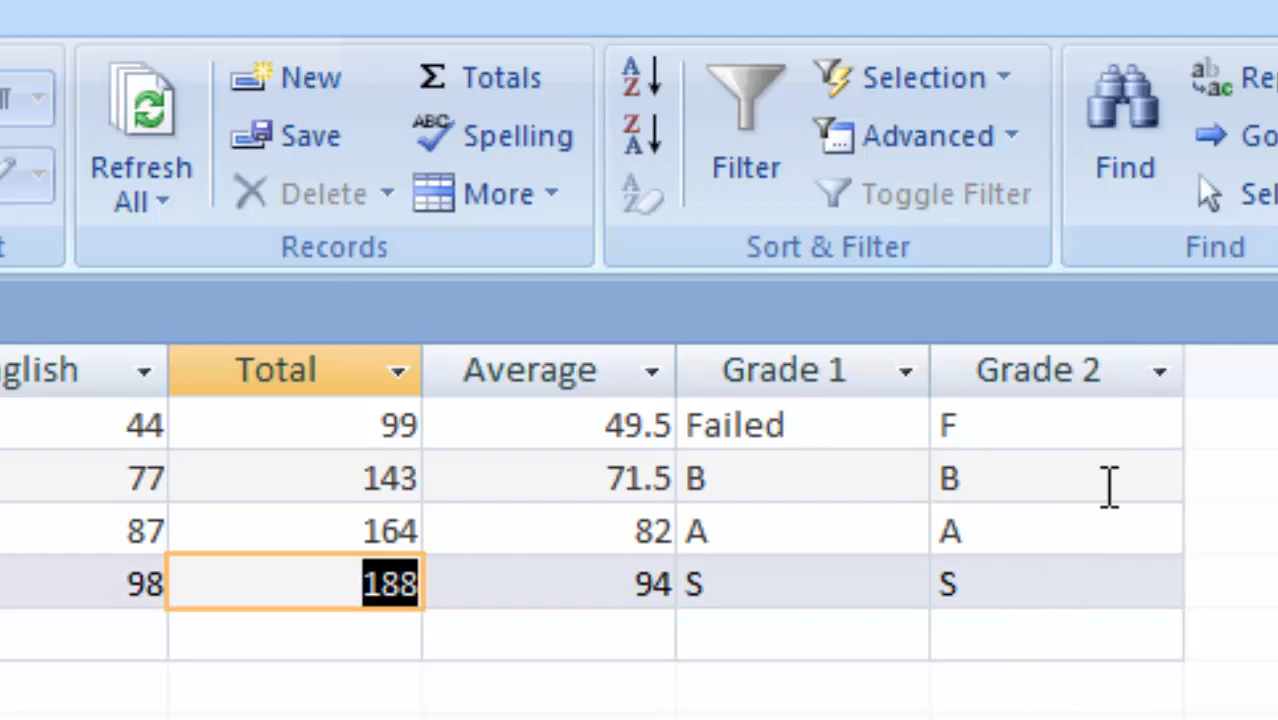 New
Save
Delete
Refresh
All
Totals
Spelling
More
Records
Filter
Selection
Advanced
Toggle Filter
Sort & Filter
Find
Go
Find
Total Average Grade 1 Grade 2
44 99 49.5 Failed F
77 143 71.5 B B
87 164 82 A A
98 188 94 S S